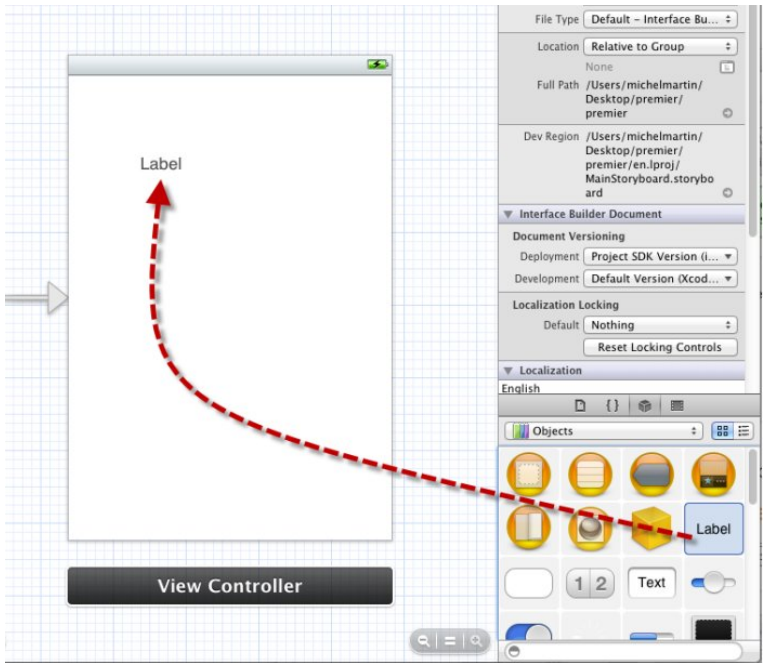 File Type Default - Interface Bu...
Location Relative to Group
None
Full Path /Users/michelmartin/
Desktop/premier/
premier
Dev Region /Users/michelmartin/
Desktop/premier/
premier/en.lproj/
MainStoryboard.storybo
ard
Interface Builder Document
Document Versioning
Deployment Project SDK Version (i...
Development Default Version (Xcod...
Localization Locking
Default Nothing
Reset Locking Controls
Localization
English
{}
Objects
Label
Label
1 2 Text
View Controller